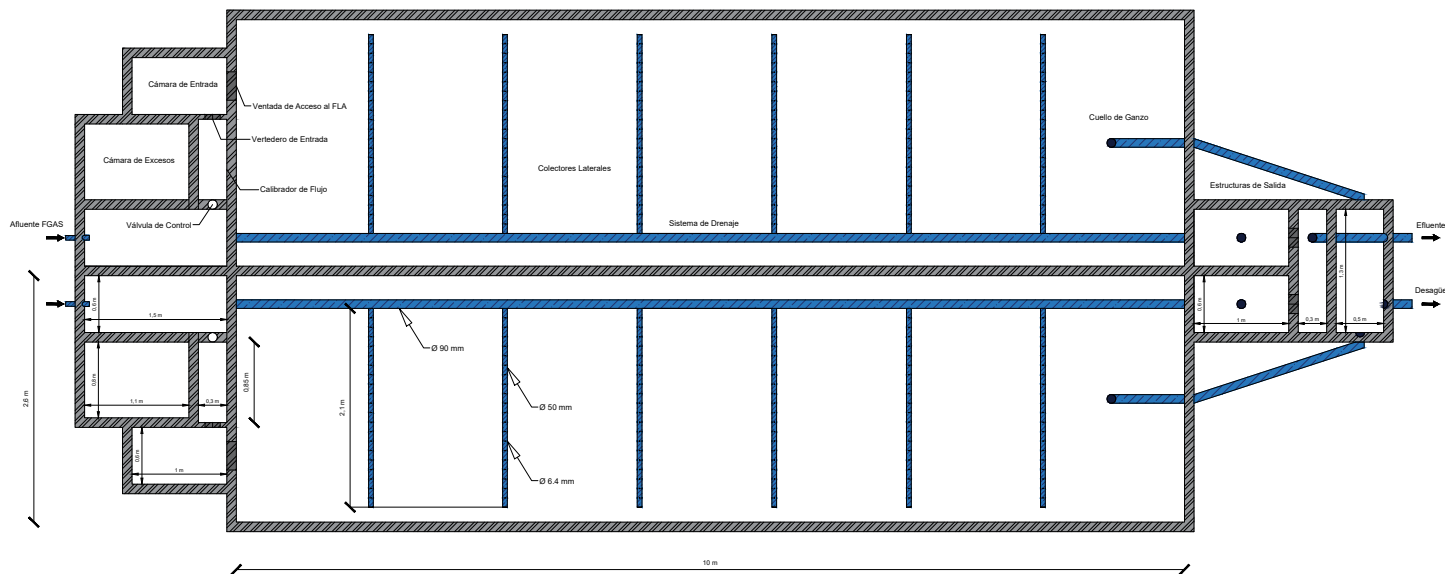 Cámara de Entrada
Ventada de Acceso al FLA
Cuello de Ganzo
Vertedero de Entrada
Cámara de Excesos
Colectores Laterales
Calibrador de Flujo
Estructuras de Salida
Afluente FGAS
Válvula de Control
Sistema de Drenaje
Efluente
1,3 m
0,6 m
1,5 m
0,6 m
1 m
0,3 m
0,5 m
Desagüe
Ø 90 mm
0,8 m
0,85 m
1,1 m
0,3 m
2,6 m
2,1 m
Ø 50 mm
0,6 m
1 m
Ø 6.4 mm
10 m